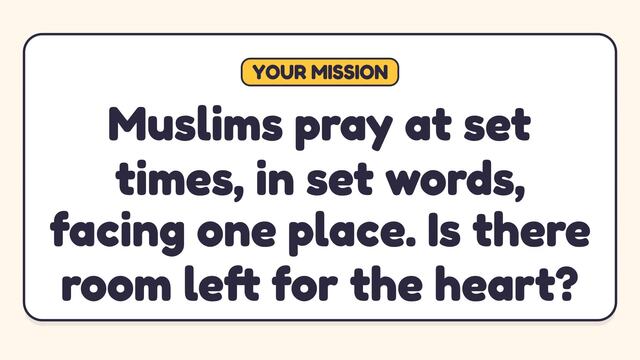 YOUR MISSION
Muslims pray at set
times, in set words,
facing one place. Is there
room left for the heart?